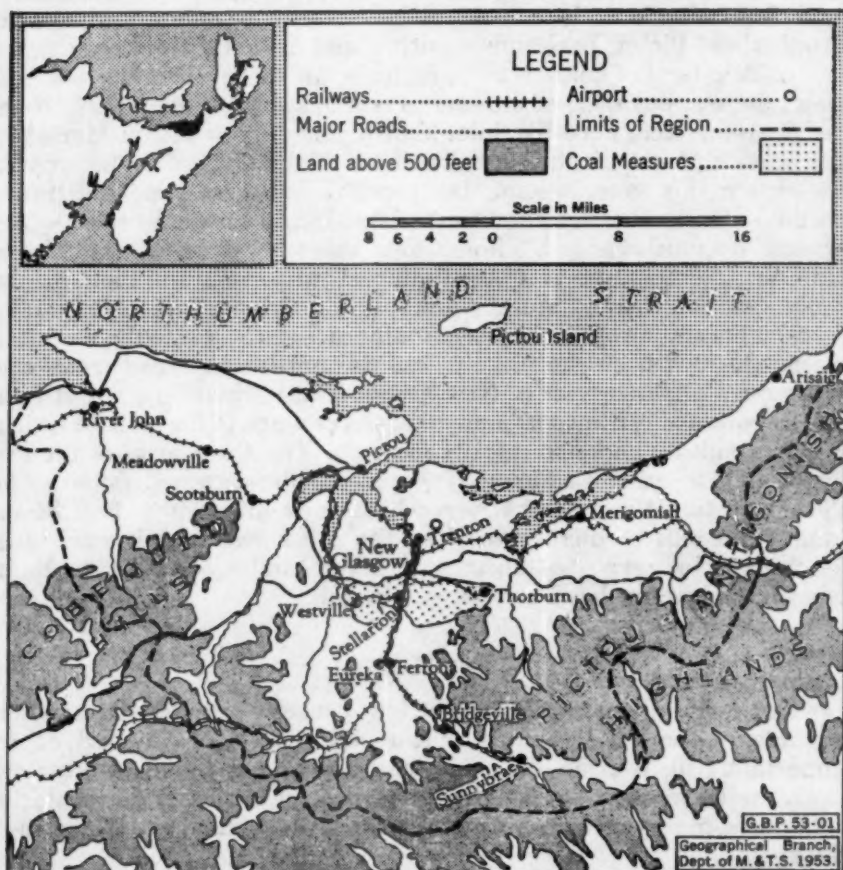 LEGEND
Railways
Major Roads
Land above 500 feet
Airport
Limits of Region
Coal Measures
Scale in Miles
8 6 4 2 0 8 16
NORTHUMBERLAND STRAIT
Pictou Island
Arisaig
River John
Meadowville
Pictou
Scotsburn
Merigomish
Trenton
New Glasgow
COBEQUID HILLS
Westville
Thorburn
Stellarton
Eureka
Ferrona
Bridgeville
Sunnybrae
PICTOU - ANTIGONISH HIGHLANDS
G.B.P. 53-01
Geographical Branch,
Dept. of M. & T.S. 1953.